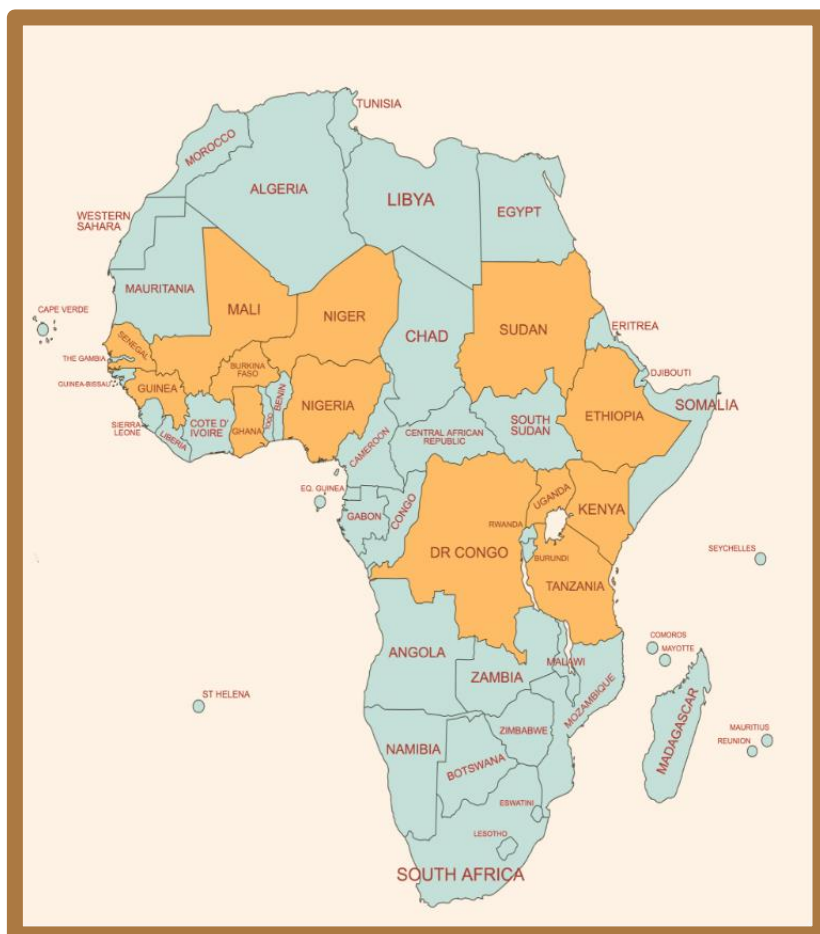 TUNISIA
MOROCCO
ALGERIA
LIBYA
EGYPT
WESTERN
SAHARA
MAURITANIA
MALI
NIGER
CAPE VERDE
CHAD
SUDAN
ERITREA
SENEGAL
THE GAMBIA
BURKINA
FASO
DJIBOUTI
GUINEA-BISSAU
GUINEA
BENIN
NIGERIA
ETHIOPIA
SOMALIA
SIERRA
LEONE
LIBERIA
COTE D'
IVOIRE
GHANA
TOGO
CAMEROON
CENTRAL AFRICAN
REPUBLIC
SOUTH
SUDAN
EQ. GUINEA
GABON
CONGO
UGANDA
KENYA
RWANDA
DR CONGO
BURUNDI
SEYCHELLES
TANZANIA
COMOROS
MAYOTTE
ANGOLA
ZAMBIA
MALAWI
MOZAMBIQUE
ST HELENA
MADAGASCAR
MAURITIUS
REUNION
NAMIBIA
ZIMBABWE
BOTSWANA
ESWATINI
LESOTHO
SOUTH AFRICA